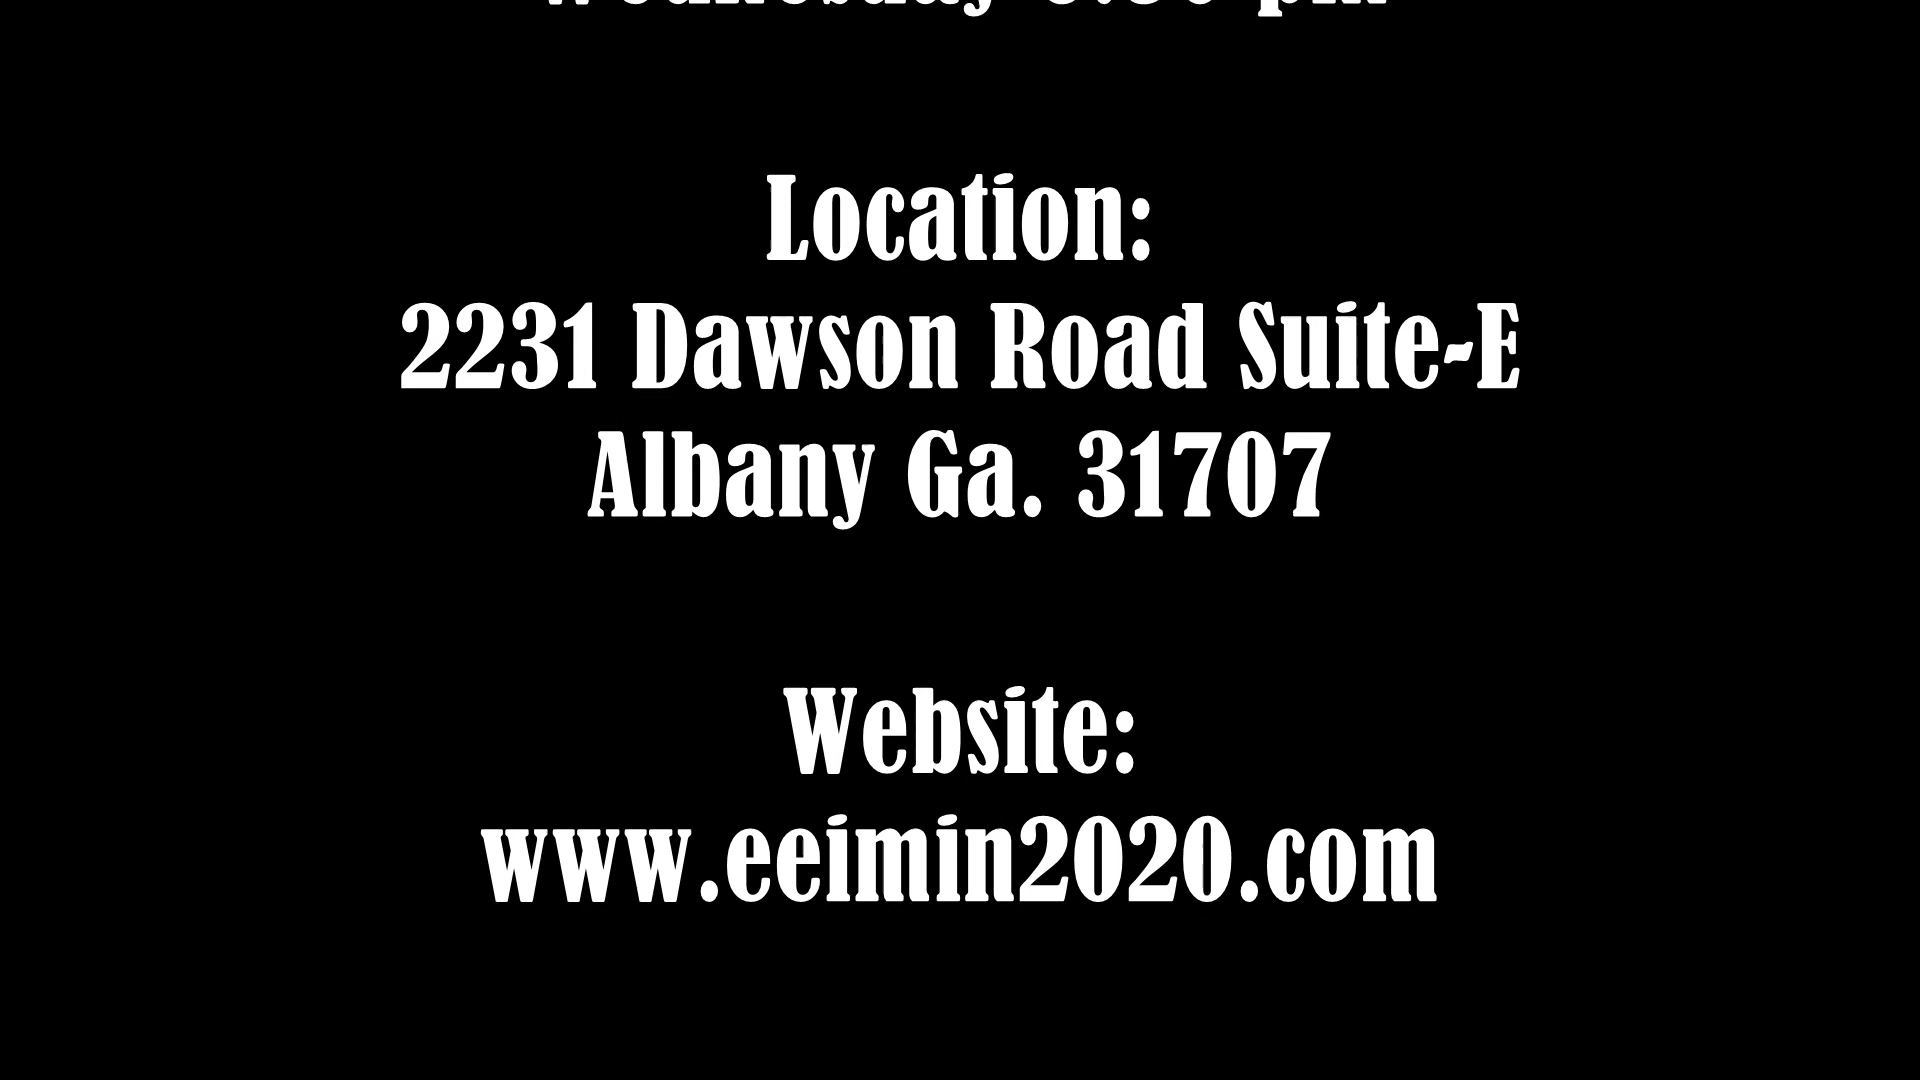 Location:
2231 Dawson Road Suite-E
Albany Ga. 31707
Website:
www.eeimin2020.com